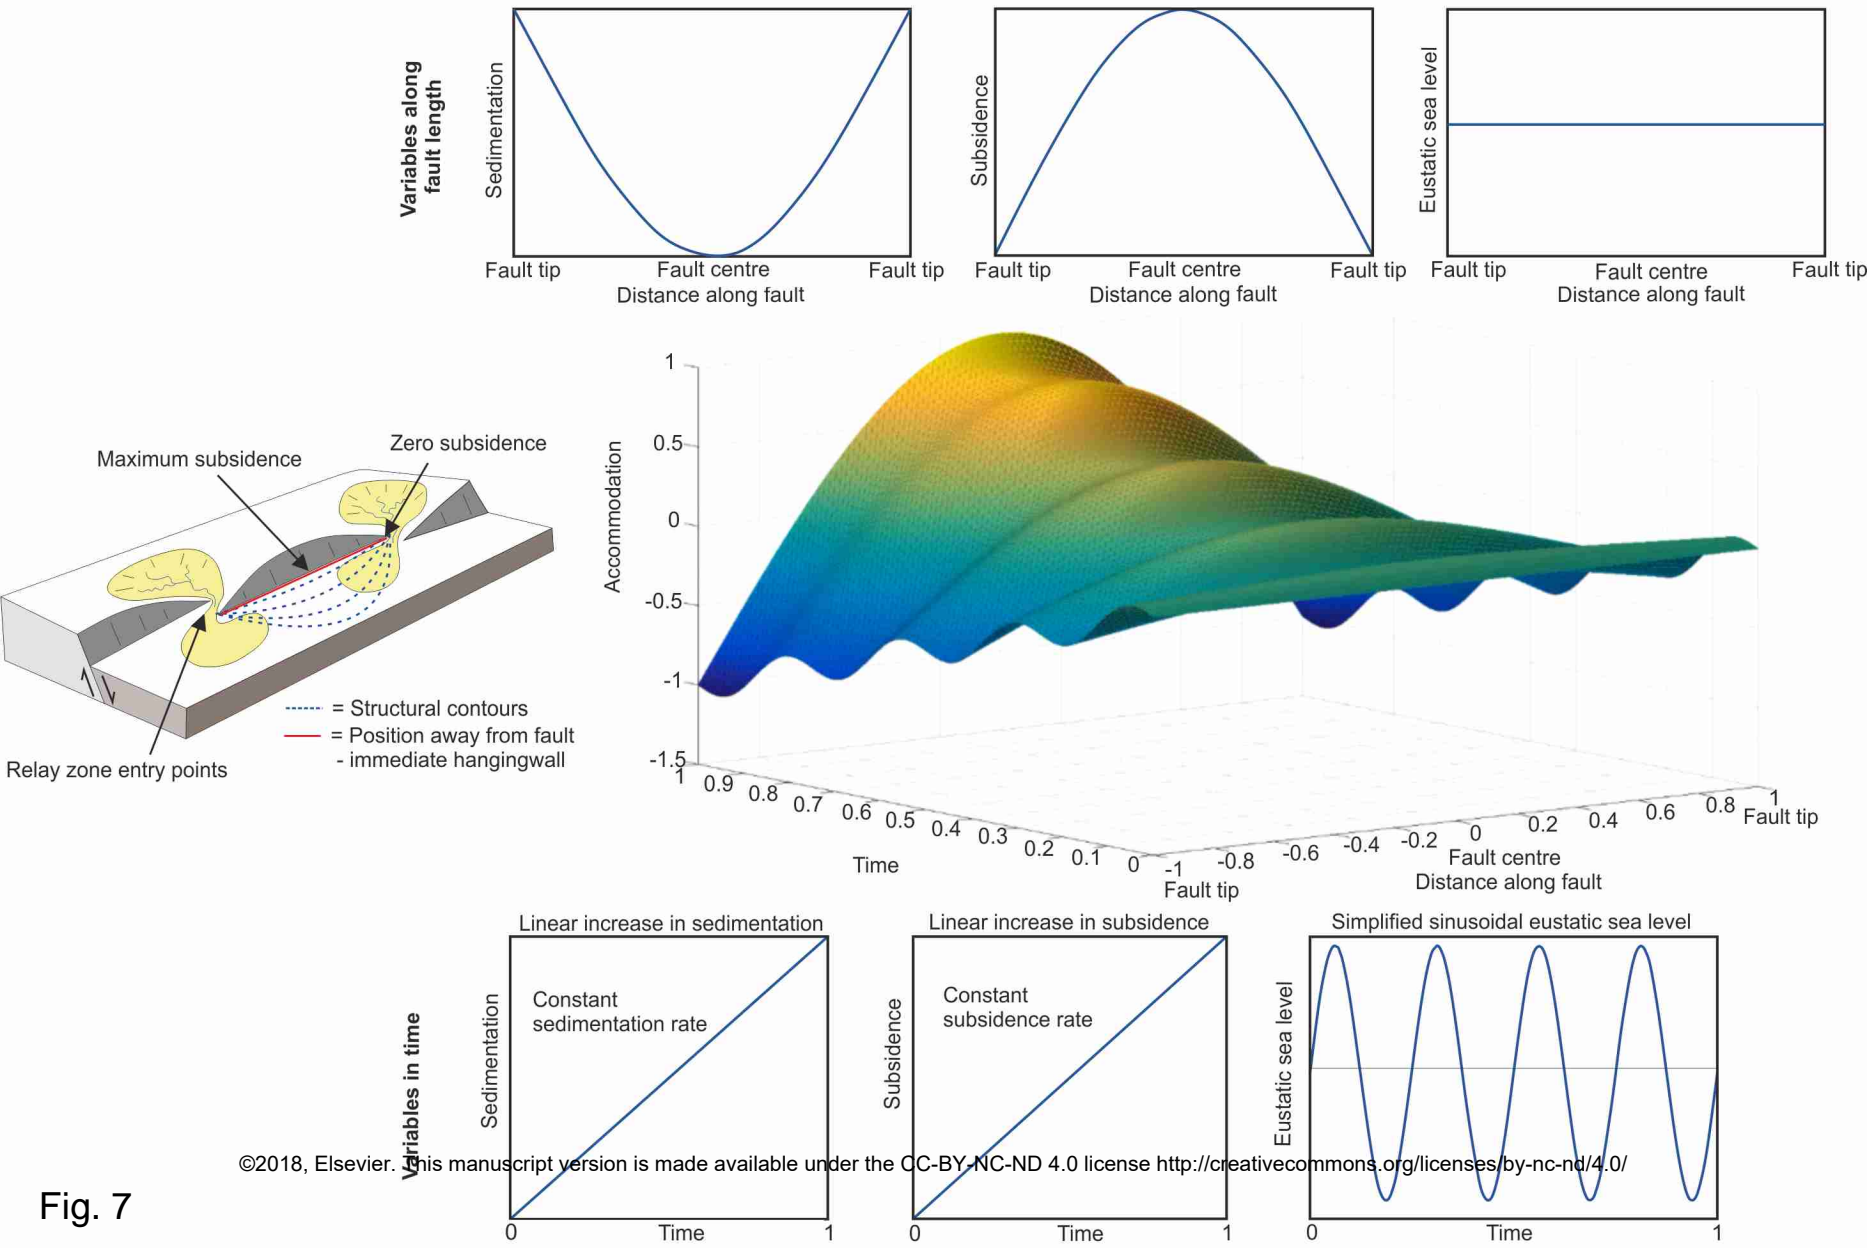 Variables along
fault length
Sedimentation
Fault tip
Fault centre
Fault tip
Distance along fault
Subsidence
Fault tip
Fault centre
Fault tip
Distance along fault
Eustatic sea level
Fault tip
Fault centre
Fault tip
Distance along fault
Maximum subsidence
Zero subsidence
Relay zone entry points
= Structural contours
= Position away from fault
- immediate hangingwall
Accommodation
1
0.5
0
-0.5
-1
-1.5
1
0.9
0.8
0.7
0.6
0.5
0.4
0.3
0.2
0.1
0
Time
-1
Fault tip
-0.8
-0.6
-0.4
-0.2
0
0.2
0.4
0.6
0.8
1
Fault tip
Fault centre
Distance along fault
Variables in time
Linear increase in sedimentation
Constant
sedimentation rate
Sedimentation
0
Time
1
Linear increase in subsidence
Constant
subsidence rate
Subsidence
0
Time
1
Simplified sinusoidal eustatic sea level
Eustatic sea level
0
Time
1
©2018, Elsevier. This manuscript version is made available under the CC-BY-NC-ND 4.0 license http://creativecommons.org/licenses/by-nc-nd/4.0/
Fig. 7